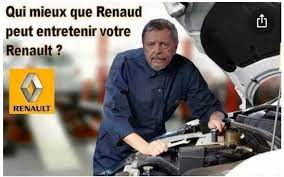 Qui mieux que Renaud
peut entretenir votre
Renault ?
RENAULT